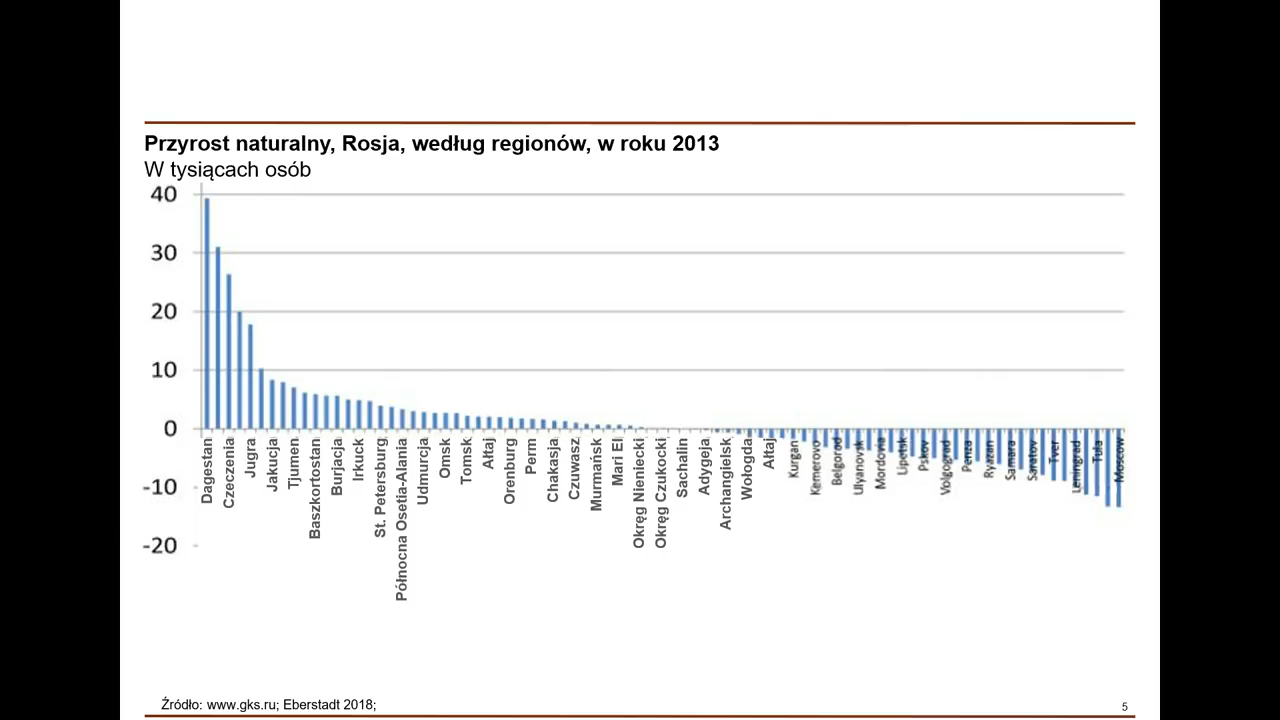 Przyrost naturalny, Rosja, według regionów, w roku 2013
W tysiącach osób
40
30
20
10
0
-10
-20
Dagestan
Czeczenia
Jugra
Jakucja
Tjumen
Baszkortostan
Burjacja
Irkuck
St. Petersburg
Północna Osetia-Alania
Udmurcja
Omsk
Tomsk
Ałtaj
Orenburg
Perm
Chakasja
Czuwasz
Murmańsk
Mari El
Okręg Nieniecki
Okręg Czukocki
Sachalin
Adygeja
Archangielsk
Wołogda
Ałtaj
Kurgan
Kemerovo
Belgorod
Ulyanovsk
Mordovia
Lipetsk
Pskov
Volgograd
Penza
Ryazan
Samara
Saratov
Tver
Leningrad
Tula
Moscow
Źródło: www.gks.ru; Eberstadt 2018;
5